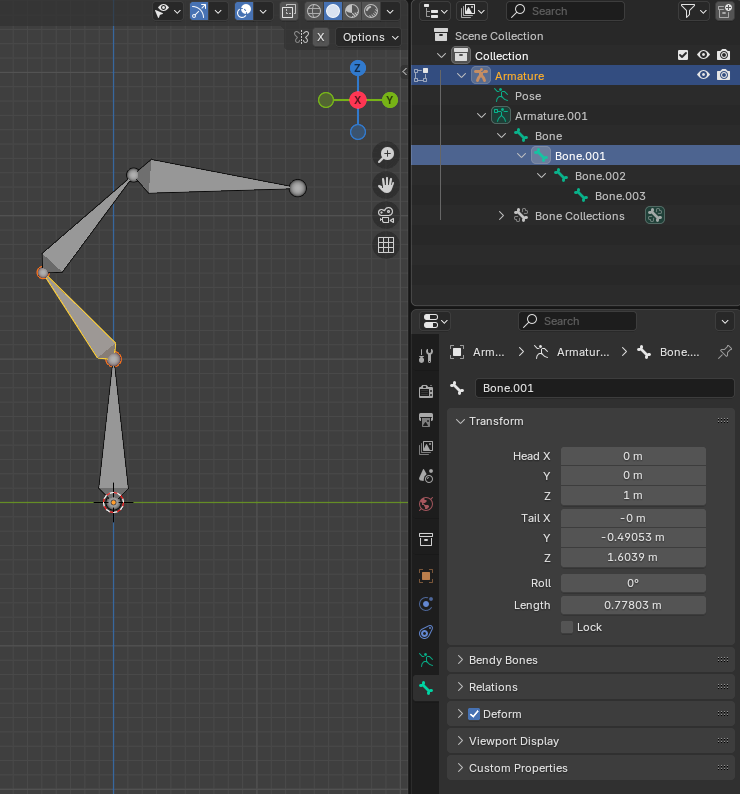 Search
X
Options
Z
X
Y
Scene Collection
Collection
Armature
Pose
Armature.001
Bone
Bone.001
Bone.002
Bone.003
Bone Collections
Search
Arm... Armatur... Bone....
Bone.001
Transform
Head X 0 m
Y 0 m
Z 1 m
Tail X -0 m
Y -0.49053 m
Z 1.6039 m
Roll 0°
Length 0.77803 m
Lock
Bendy Bones
Relations
Deform
Viewport Display
Custom Properties